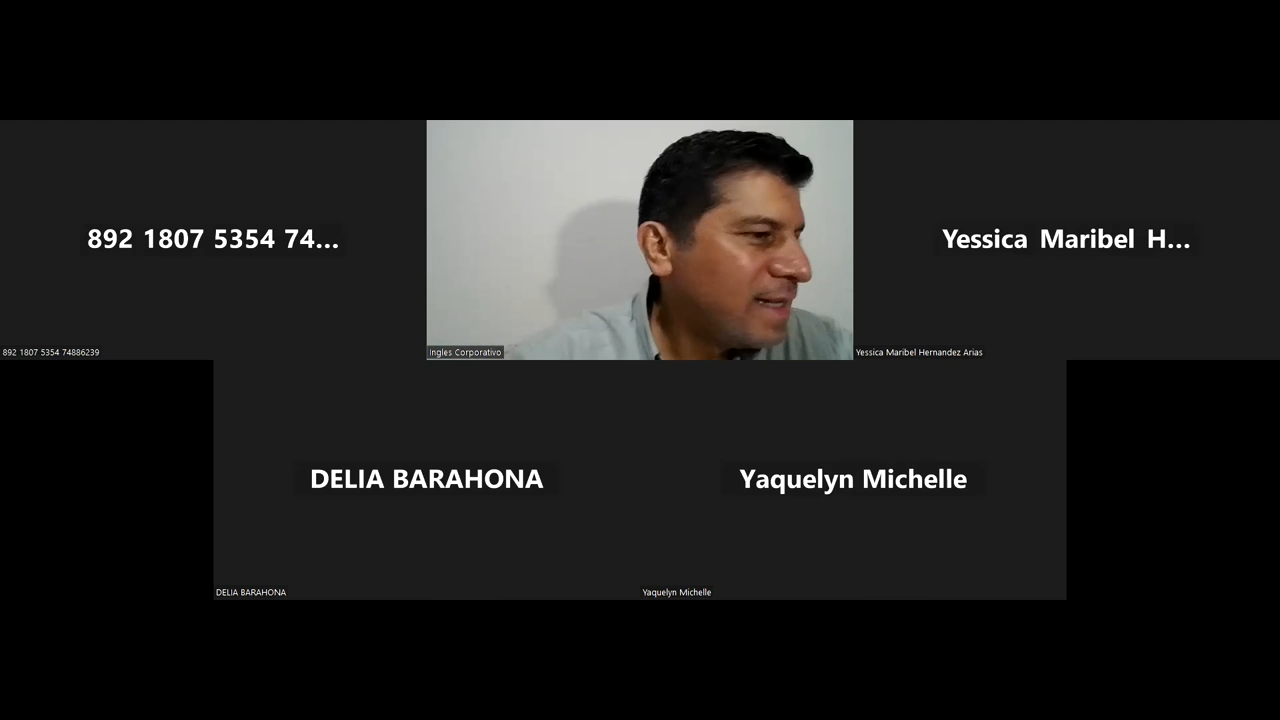 892 1807 5354 74...
Yessica Maribel H...
892 1807 5354 74886239
Ingles Corporativo
Yessica Maribel Hernandez Arias
DELIA BARAHONA
Yaquelyn Michelle
DELIA BARAHONA
Yaquelyn Michelle